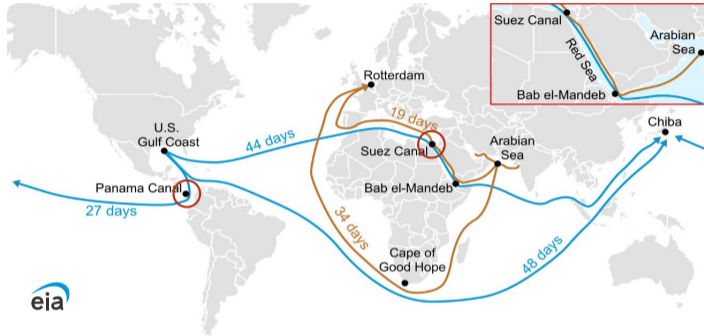 Suez Canal
Red Sea
Arabian
Sea
Bab el-Mandeb
Rotterdam
U.S.
Gulf Coast
44 days
19 days
Suez Canal
Arabian
Sea
Chiba
Panama Canal
Bab el-Mandeb
27 days
34 days
Cape of
Good Hope
48 days
eia